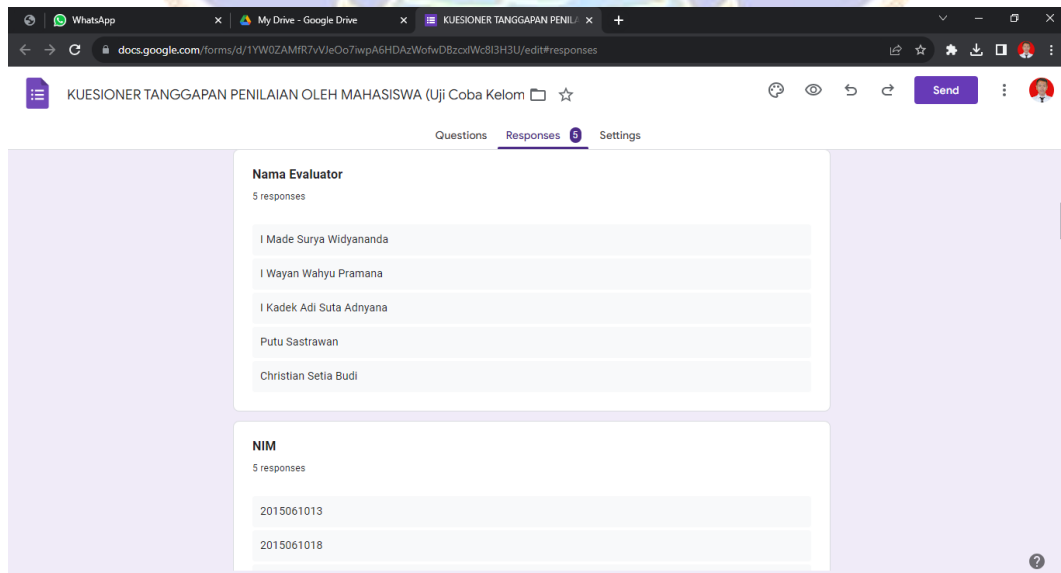 WhatsApp
My Drive - Google Drive
KUESIONER TANGGAPAN PENILA
docs.google.com/forms/d/1YW0ZAMfR7vVJeOo7iwpA6HDAzWofwDBzcxlWc8I3H3U/edit#responses
KUESIONER TANGGAPAN PENILAIAN OLEH MAHASISWA (Uji Coba Kelom
Send
Questions Responses 5 Settings
Nama Evaluator
5 responses
I Made Surya Widyananda
I Wayan Wahyu Pramana
I Kadek Adi Suta Adnyana
Putu Sastrawan
Christian Setia Budi
NIM
5 responses
2015061013
2015061018